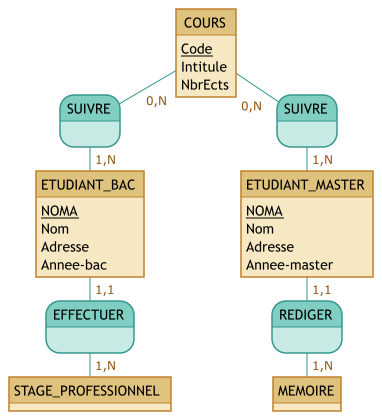 COURS
Code
Intitule
NbrEcts
0,N
0,N
SUIVRE
SUIVRE
1,N
1,N
ETUDIANT_BAC
NOMA
Nom
Adresse
Annee-bac
ETUDIANT_MASTER
NOMA
Nom
Adresse
Annee-master
1,1
1,1
EFFECTUER
REDIGER
1,N
1,N
STAGE_PROFESSIONNEL
MEMOIRE